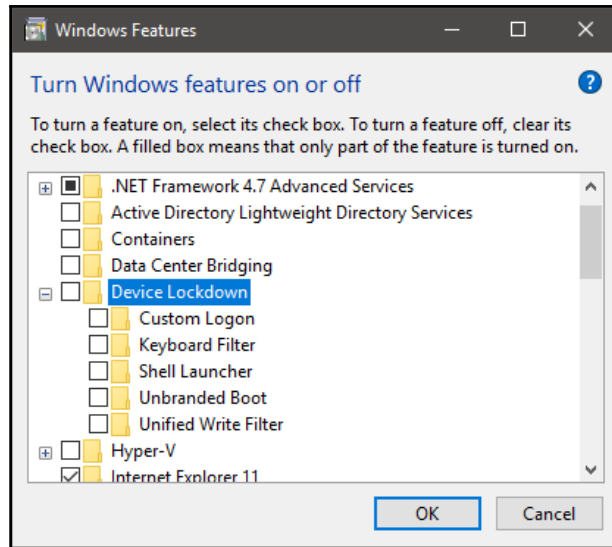 Windows Features
Turn Windows features on or off
?
To turn a feature on, select its check box. To turn a feature off, clear its
check box. A filled box means that only part of the feature is turned on.
.NET Framework 4.7 Advanced Services
Active Directory Lightweight Directory Services
Containers
Data Center Bridging
Device Lockdown
Custom Logon
Keyboard Filter
Shell Launcher
Unbranded Boot
Unified Write Filter
Hyper-V
Internet Explorer 11
OK Cancel